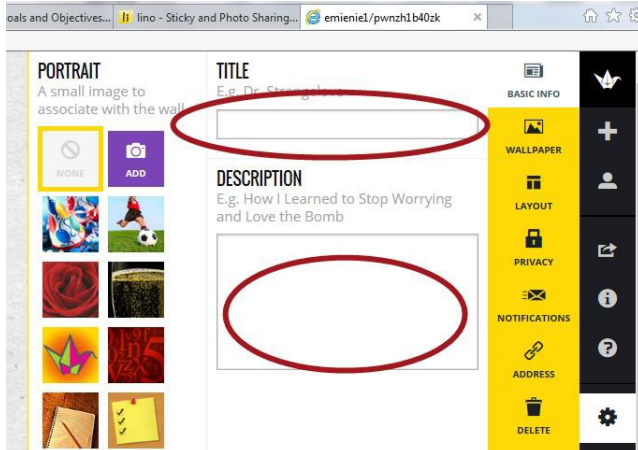 oals and Objectives...
lino - Sticky and Photo Sharing...
emienie1/pwnzh1b40zk
PORTRAIT
A small image to
associate with the wall
NONE
ADD
TITLE
E.g. Dr. Strangelove
DESCRIPTION
E.g. How I Learned to Stop Worrying
and Love the Bomb
BASIC INFO
WALLPAPER
LAYOUT
PRIVACY
NOTIFICATIONS
ADDRESS
DELETE